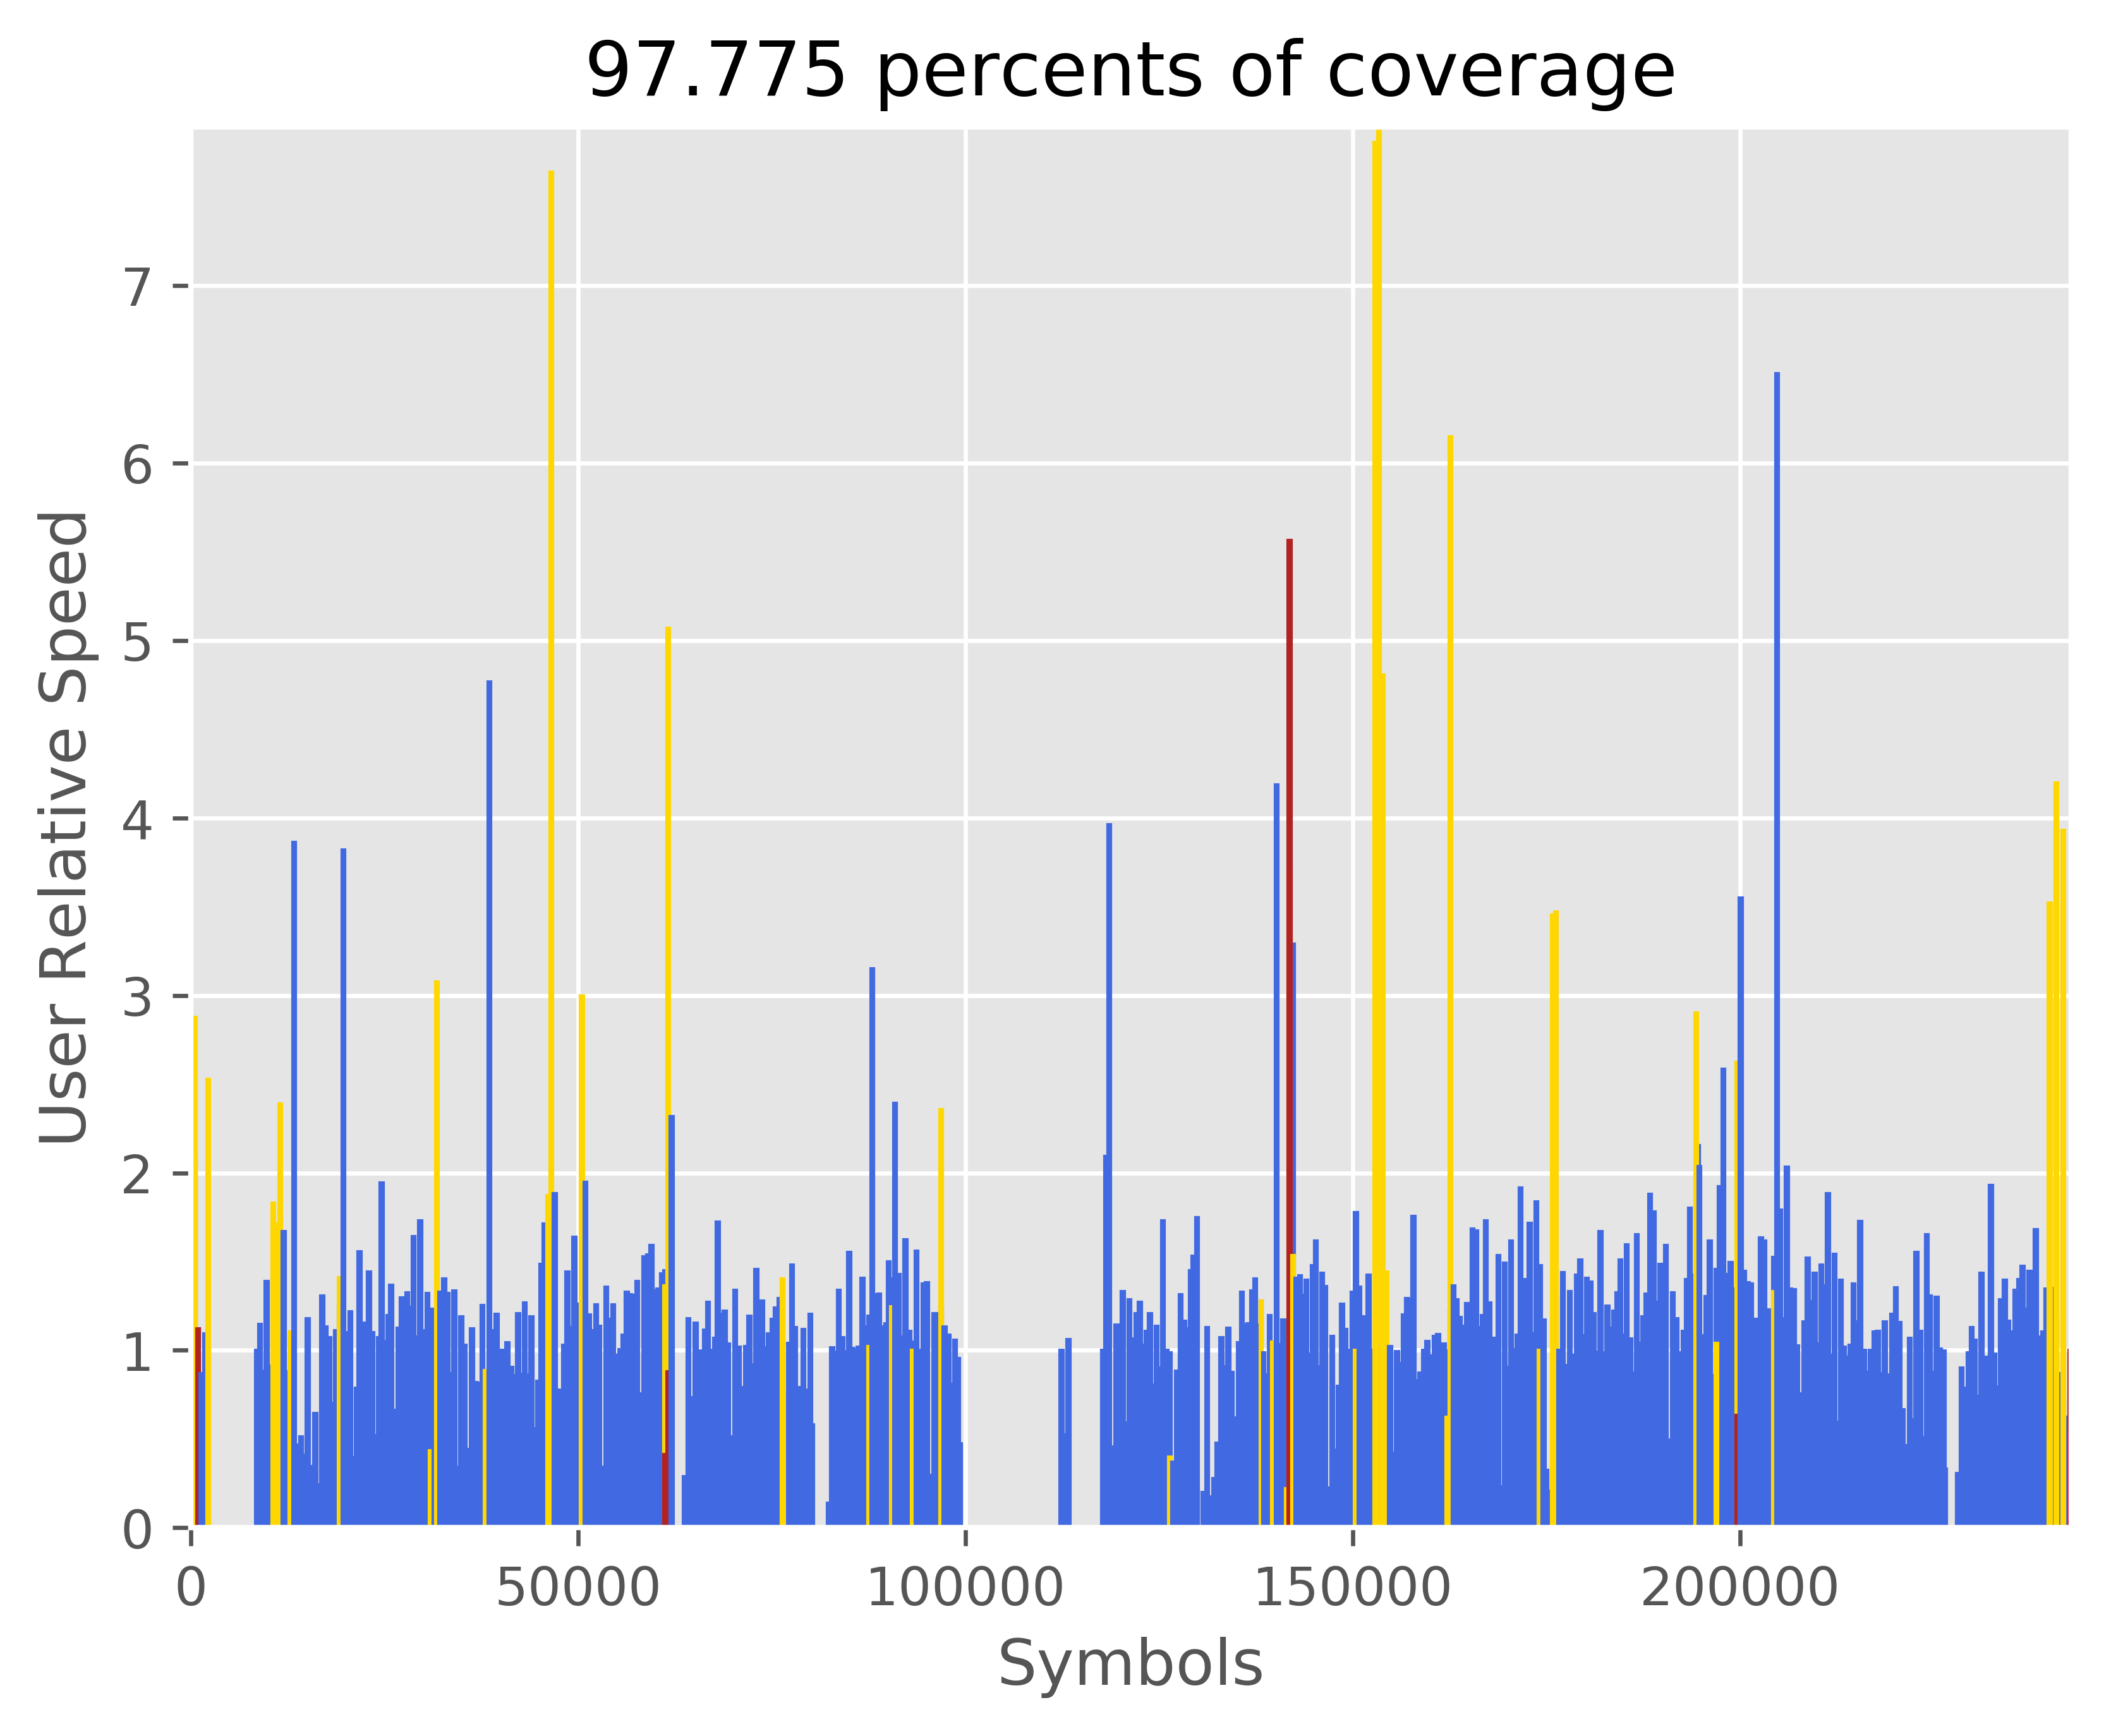 97.775 percents of coverage
User Relative Speed
7
6
5
4
3
2
1
0
0 50000 100000 150000 200000
Symbols